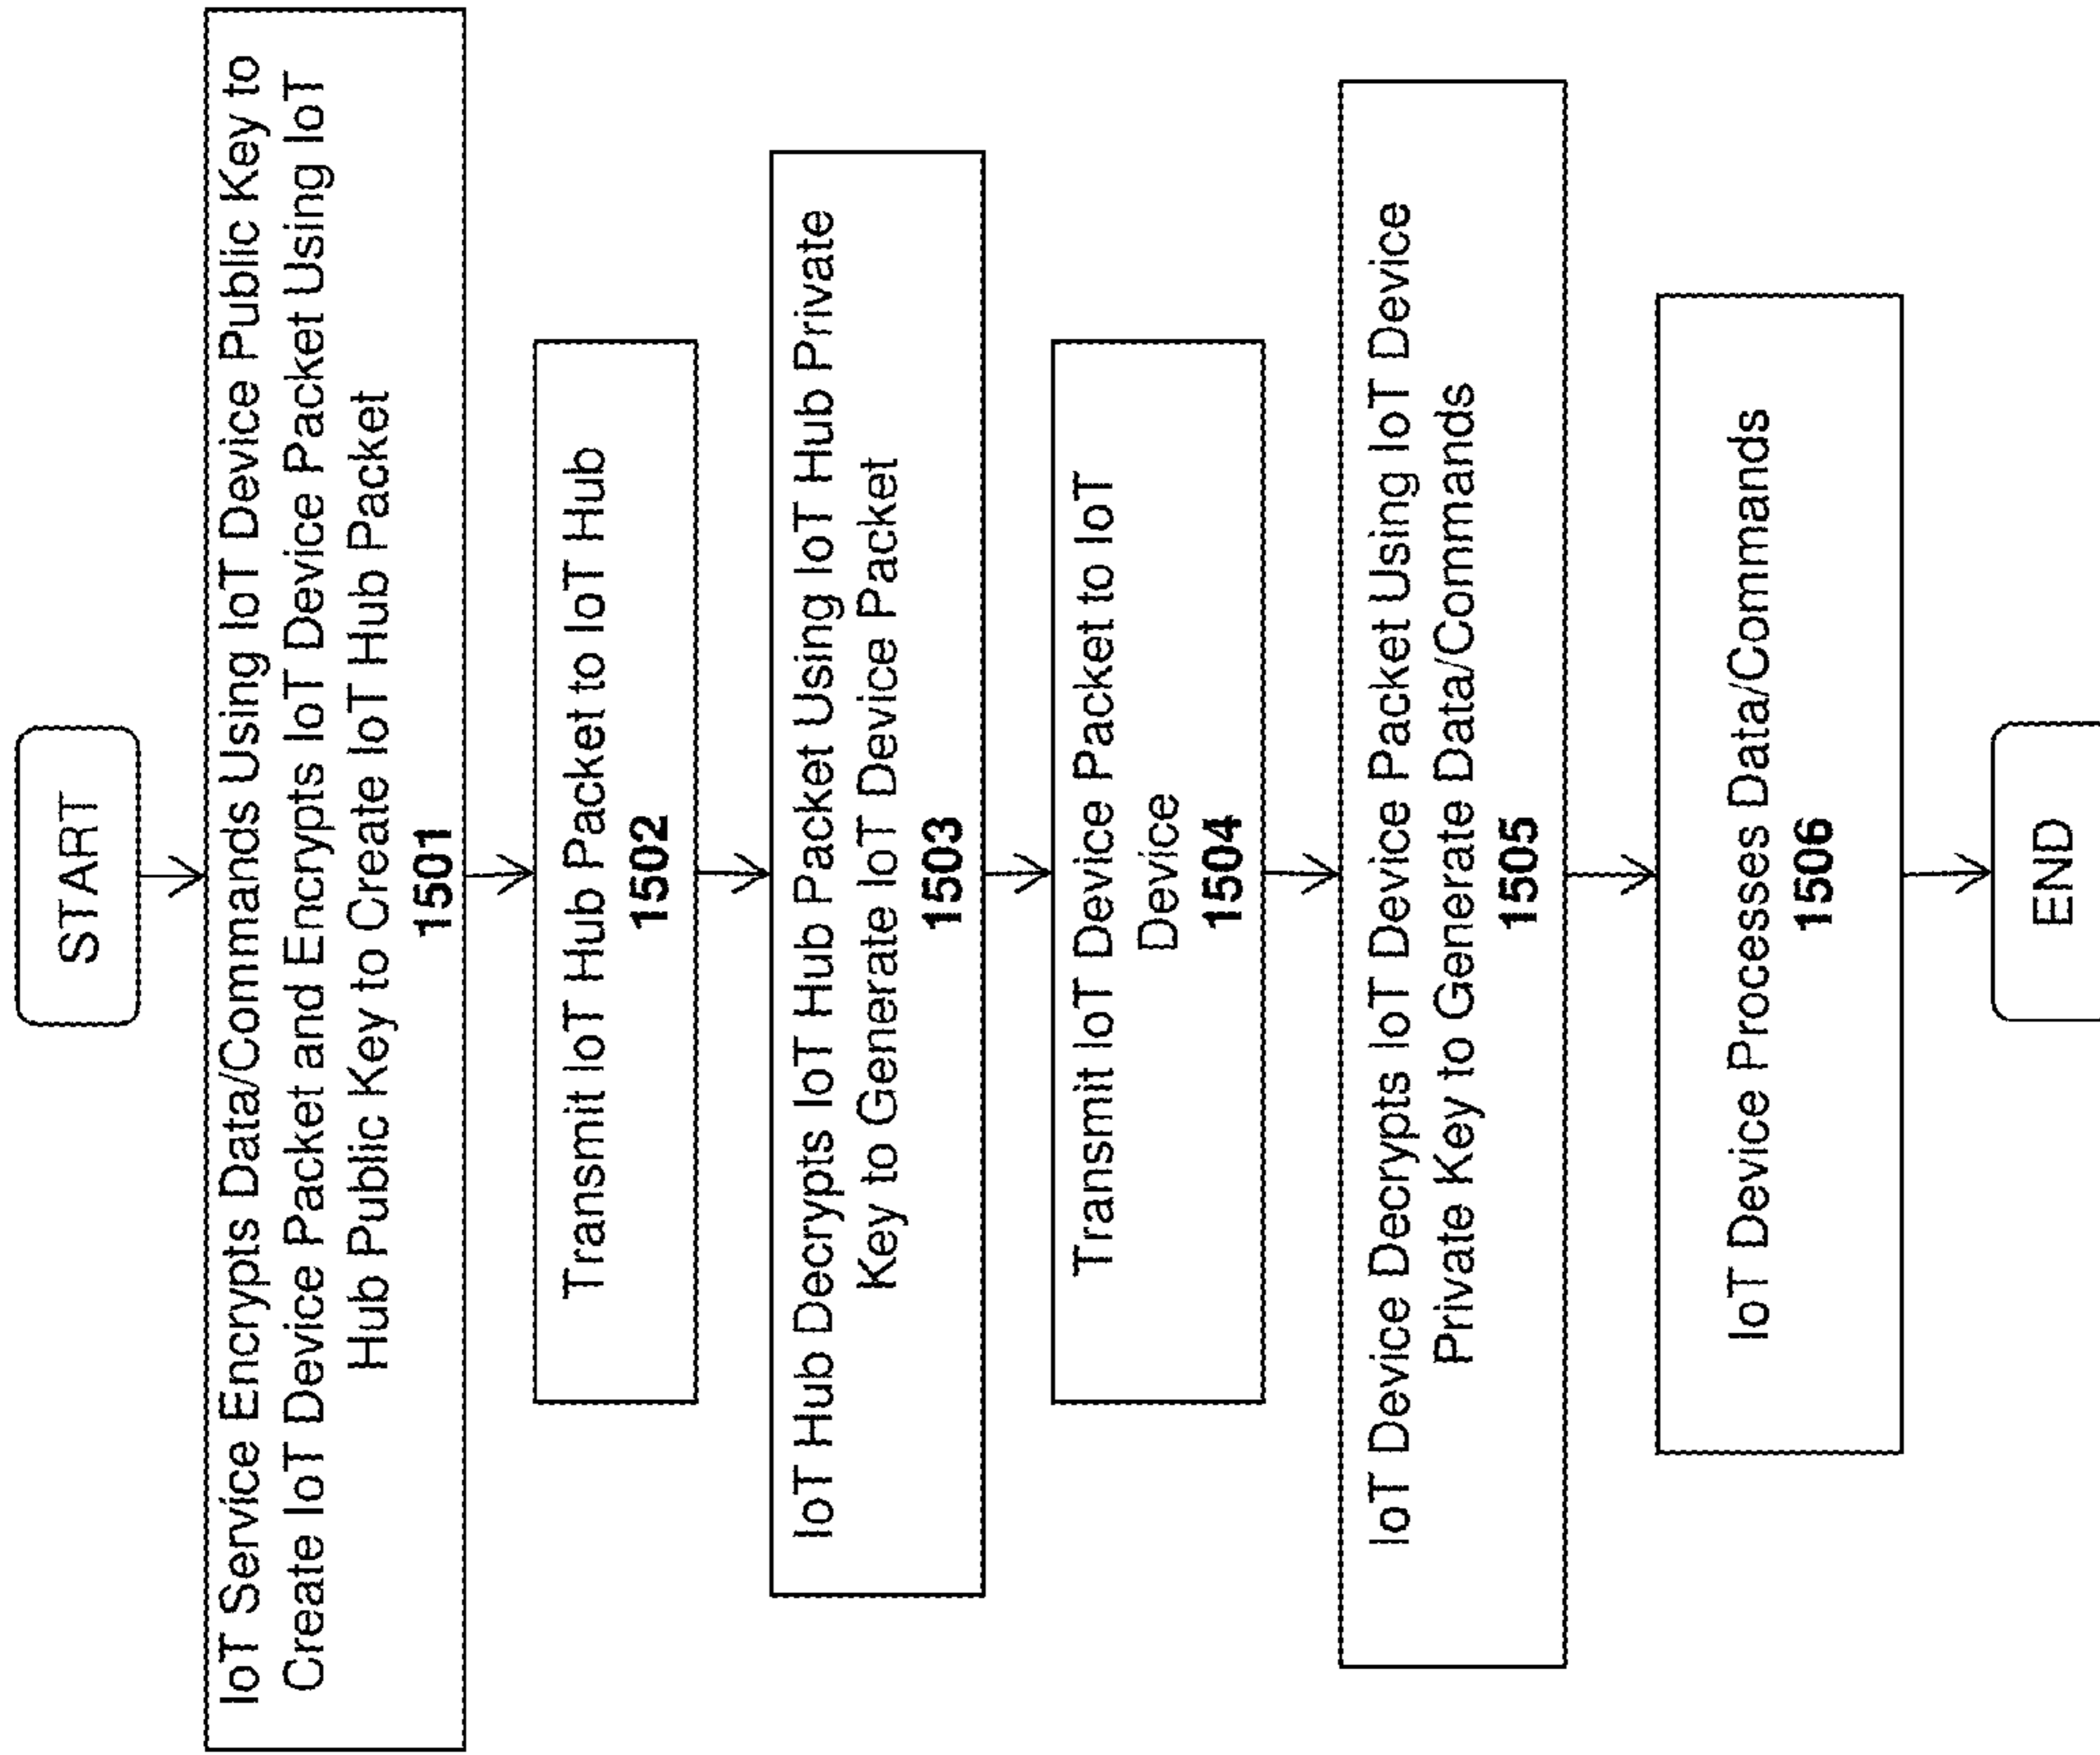 START
IoT Service Encrypts Data/Commands Using IoT Device Public Key to
Create IoT Device Packet and Encrypts IoT Device Packet Using IoT
Hub Public Key to Create IoT Hub Packet
1501
Transmit IoT Hub Packet to IoT Hub
1502
IoT Hub Decrypts IoT Hub Packet Using IoT Hub Private
Key to Generate IoT Device Packet
1503
Transmit IoT Device Packet to IoT
Device
1504
IoT Device Decrypts IoT Device Packet Using IoT Device
Private Key to Generate Data/Commands
1505
IoT Device Processes Data/Commands
1506
END